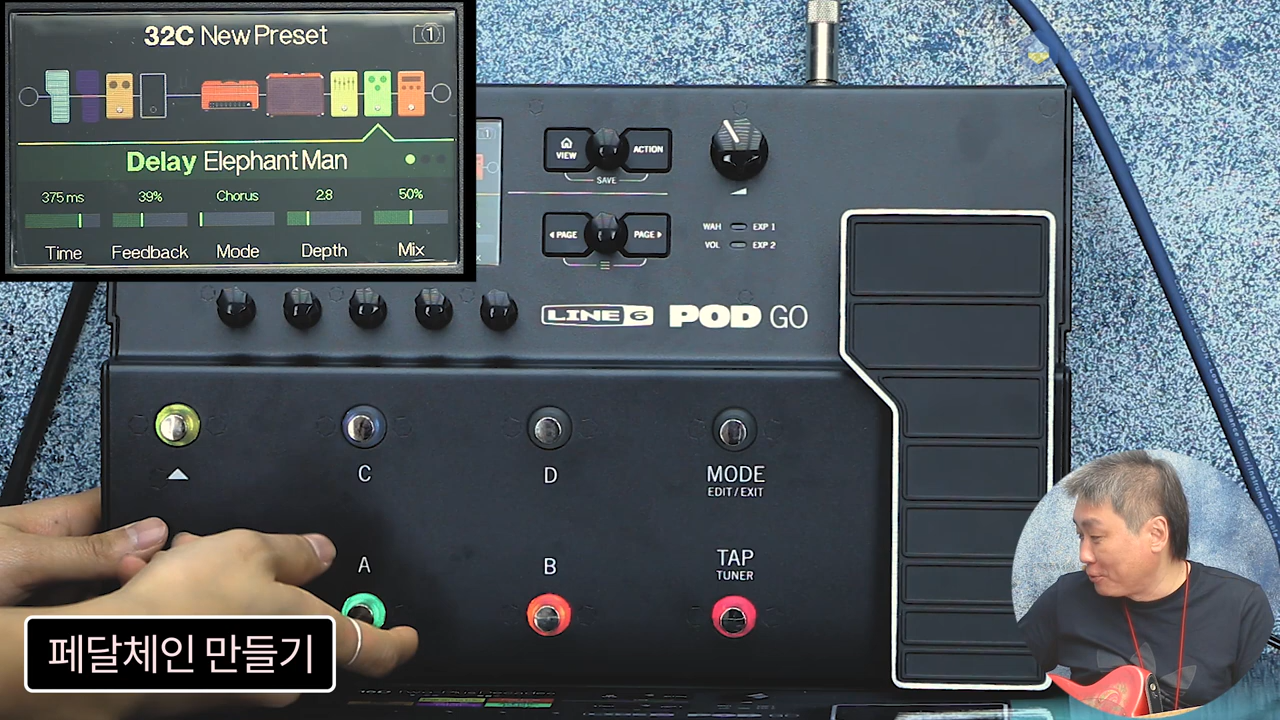 32C New Preset
1
Delay Elephant Man
375 ms 39% Chorus 2.8 50%
Time Feedback Mode Depth Mix
VIEW ACTION
SAVE
PAGE PAGE
WAH EXP 1
VOL EXP 2
LINE 6 POD GO
C D MODE
EDIT/EXIT
A B TAP
TUNER
페달체인 만들기
POD GO